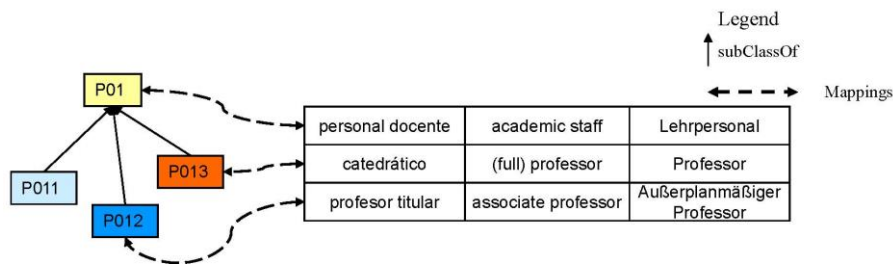 Legend
subClassOf
Mappings
P01
P011
P012
P013
personal docente academic staff Lehrpersonal
catedrático (full) professor Professor
profesor titular associate professor Außerplanmäßiger
Professor